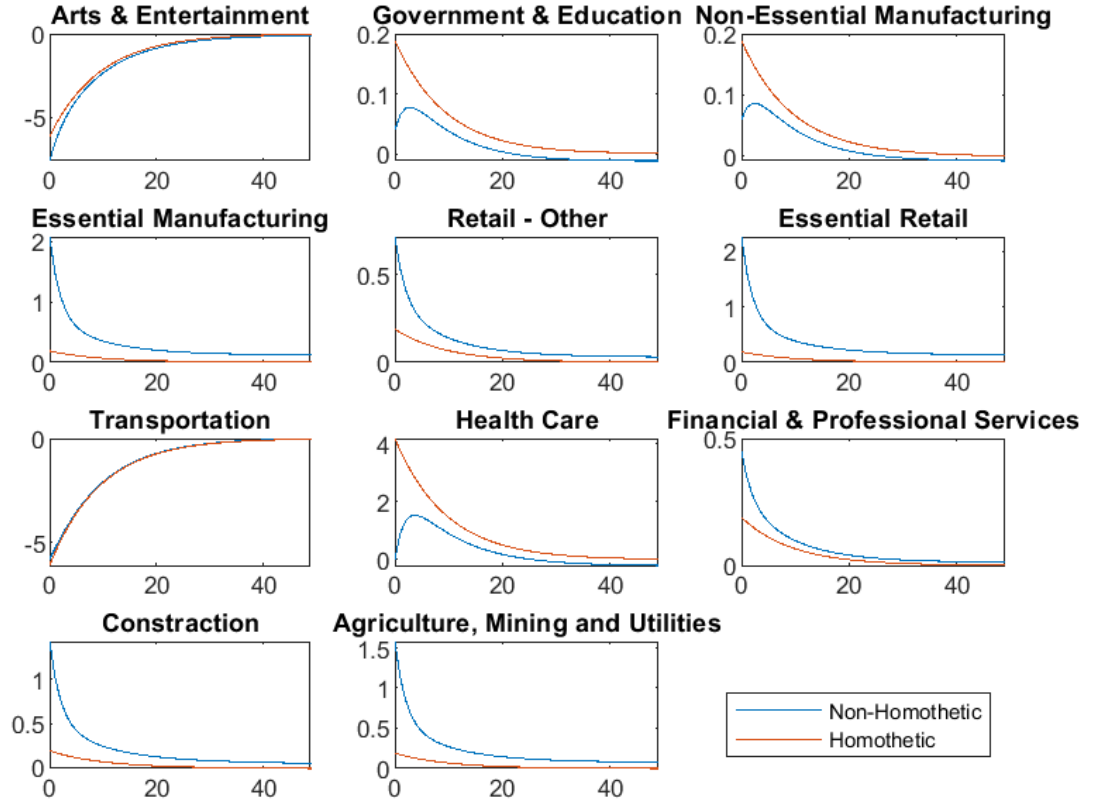 Arts & Entertainment Government & Education Non-Essential Manufacturing
0 0.2 0.2
-5 0.1 0.1
0 0
0 20 40 0 20 40 0 20 40
Essential Manufacturing Retail - Other Essential Retail
2 0.5 2
1 1
0 0 0
0 20 40 0 20 40 0 20 40
Transportation Health Care Financial & Professional Services
0 4 0.5
2
-5 0 0
0 20 40 0 20 40 0 20 40
Constraction Agriculture, Mining and Utilities
1 1.5
1
0.5 0.5
0 0
0 20 40 0 20 40
Non-Homothetic
Homothetic